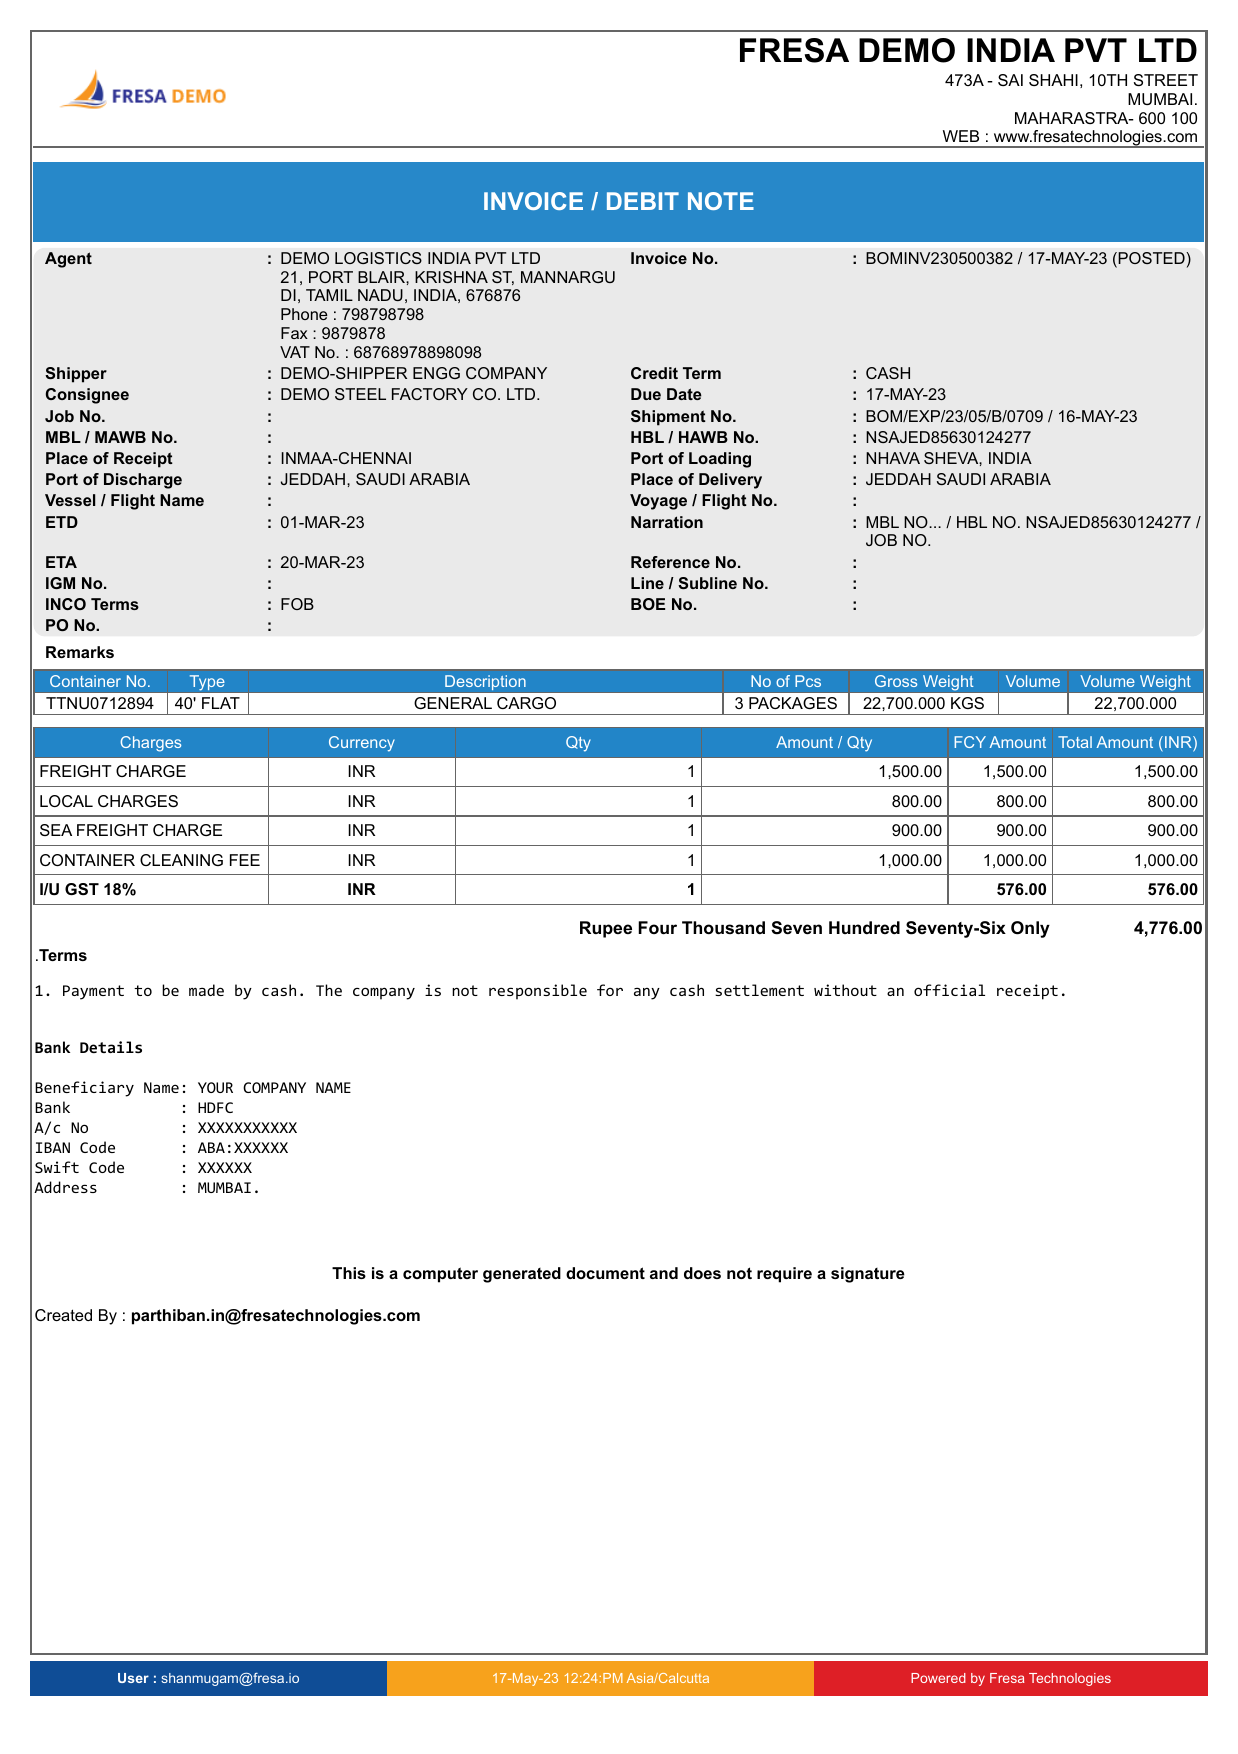 FRESA DEMO
FRESA DEMO INDIA PVT LTD
473A - SAI SHAHI, 10TH STREET
MUMBAI.
MAHARASTRA- 600 100
WEB : www.fresatechnologies.com
INVOICE / DEBIT NOTE
Agent : DEMO LOGISTICS INDIA PVT LTD Invoice No. : BOMINV230500382 / 17-MAY-23 (POSTED)
21, PORT BLAIR, KRISHNA ST, MANNARGU
DI, TAMIL NADU, INDIA, 676876
Phone : 798798798
Fax : 9879878
VAT No. : 68768978898098
Shipper : DEMO-SHIPPER ENGG COMPANY Credit Term : CASH
Consignee : DEMO STEEL FACTORY CO. LTD. Due Date : 17-MAY-23
Job No. : Shipment No. : BOM/EXP/23/05/B/0709 / 16-MAY-23
MBL / MAWB No. : HBL / HAWB No. : NSAJED85630124277
Place of Receipt : INMAA-CHENNAI Port of Loading : NHAVA SHEVA, INDIA
Port of Discharge : JEDDAH, SAUDI ARABIA Place of Delivery : JEDDAH SAUDI ARABIA
Vessel / Flight Name : Voyage / Flight No. :
ETD : 01-MAR-23 Narration : MBL NO... / HBL NO. NSAJED85630124277 /
JOB NO.
ETA : 20-MAR-23 Reference No. :
IGM No. : Line / Subline No. :
INCO Terms : FOB BOE No. :
PO No. :
Remarks
Container No. Type Description No of Pcs Gross Weight Volume Volume Weight
TTNU0712894 40' FLAT GENERAL CARGO 3 PACKAGES 22,700.000 KGS 22,700.000
Charges Currency Qty Amount / Qty FCY Amount Total Amount (INR)
FREIGHT CHARGE INR 1 1,500.00 1,500.00 1,500.00
LOCAL CHARGES INR 1 800.00 800.00 800.00
SEA FREIGHT CHARGE INR 1 900.00 900.00 900.00
CONTAINER CLEANING FEE INR 1 1,000.00 1,000.00 1,000.00
I/U GST 18% INR 1 576.00 576.00
Rupee Four Thousand Seven Hundred Seventy-Six Only 4,776.00
.Terms
1. Payment to be made by cash. The company is not responsible for any cash settlement without an official receipt.
Bank Details
Beneficiary Name: YOUR COMPANY NAME
Bank : HDFC
A/c No : XXXXXXXXXXX
IBAN Code : ABA:XXXXXX
Swift Code : XXXXXX
Address : MUMBAI.
This is a computer generated document and does not require a signature
Created By : parthiban.in@fresatechnologies.com
User : shanmugam@fresa.io 17-May-23 12:24:PM Asia/Calcutta Powered by Fresa Technologies